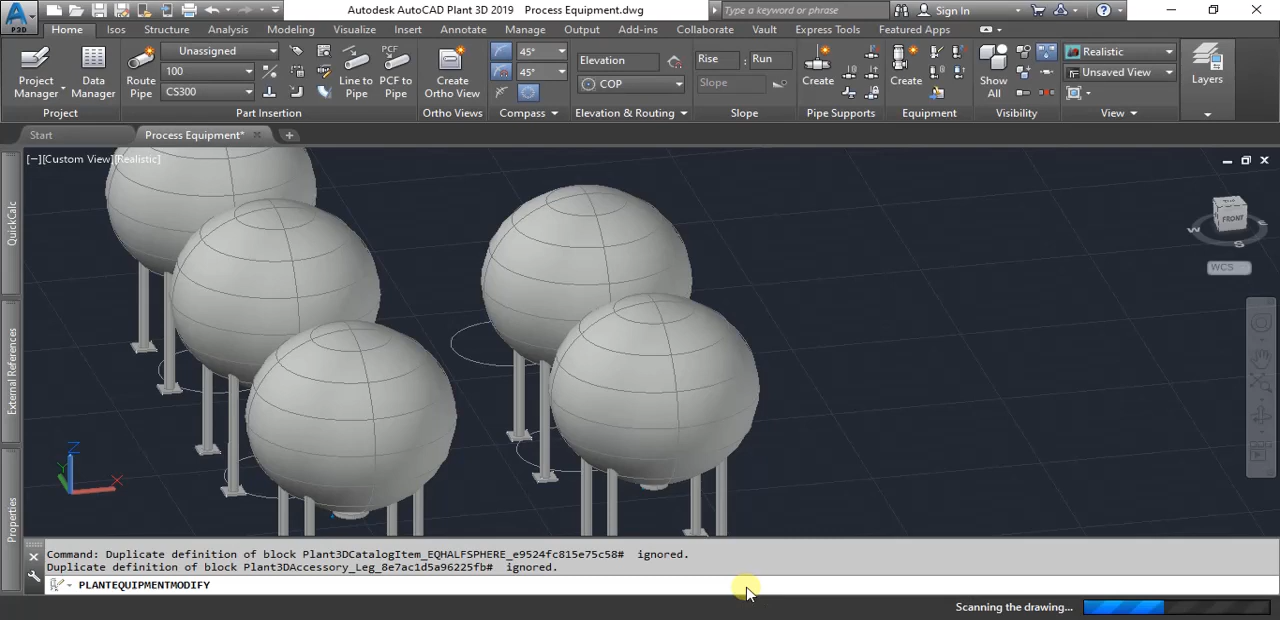 Autodesk AutoCAD Plant 3D 2019 Process Equipment.dwg
Type a keyword or phrase
Sign In
P3D
Home Isos Structure Analysis Modeling Visualize Insert Annotate Manage Output Add-ins Collaborate Vault Express Tools Featured Apps
Project Manager
Data Manager
Project
Route Pipe
Unassigned
100
CS300
Line to Pipe
PCF
PCF to Pipe
Part Insertion
Create Ortho View
Ortho Views
45°
45°
Compass
Elevation
COP
Elevation & Routing
Rise : Run
Slope
Slope
Create
Pipe Supports
Create
Equipment
Show All
Visibility
Realistic
Unsaved View
View
Layers
Start
Process Equipment*
[−][Custom View][Realistic]
QuickCalc
External References
Properties
FRONT
W
S
E
WCS
Z
Y
X
Command: Duplicate definition of block Plant3DCatalogItem_EQHALFSPHERE_e9524fc815e75c58# ignored.
Duplicate definition of block Plant3DAccessory_Leg_8e7ac1d5a96225fb# ignored.
PLANTEQUIPMENTMODIFY
Scanning the drawing...